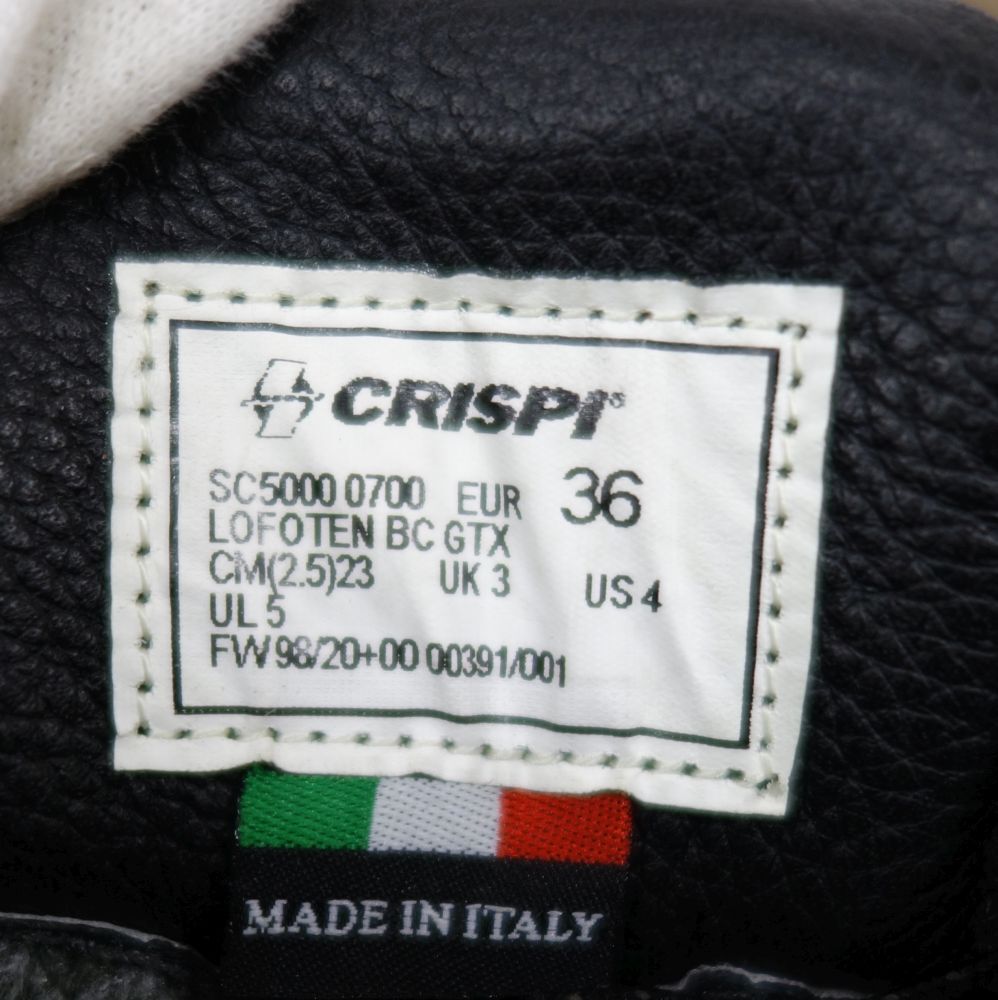 CRISPI®
SC5000 0700 EUR 36
LOFOTEN BC GTX
CM(2.5)23 UK 3 US 4
UL 5
FW 98/20+00 00391/001
MADE IN ITALY